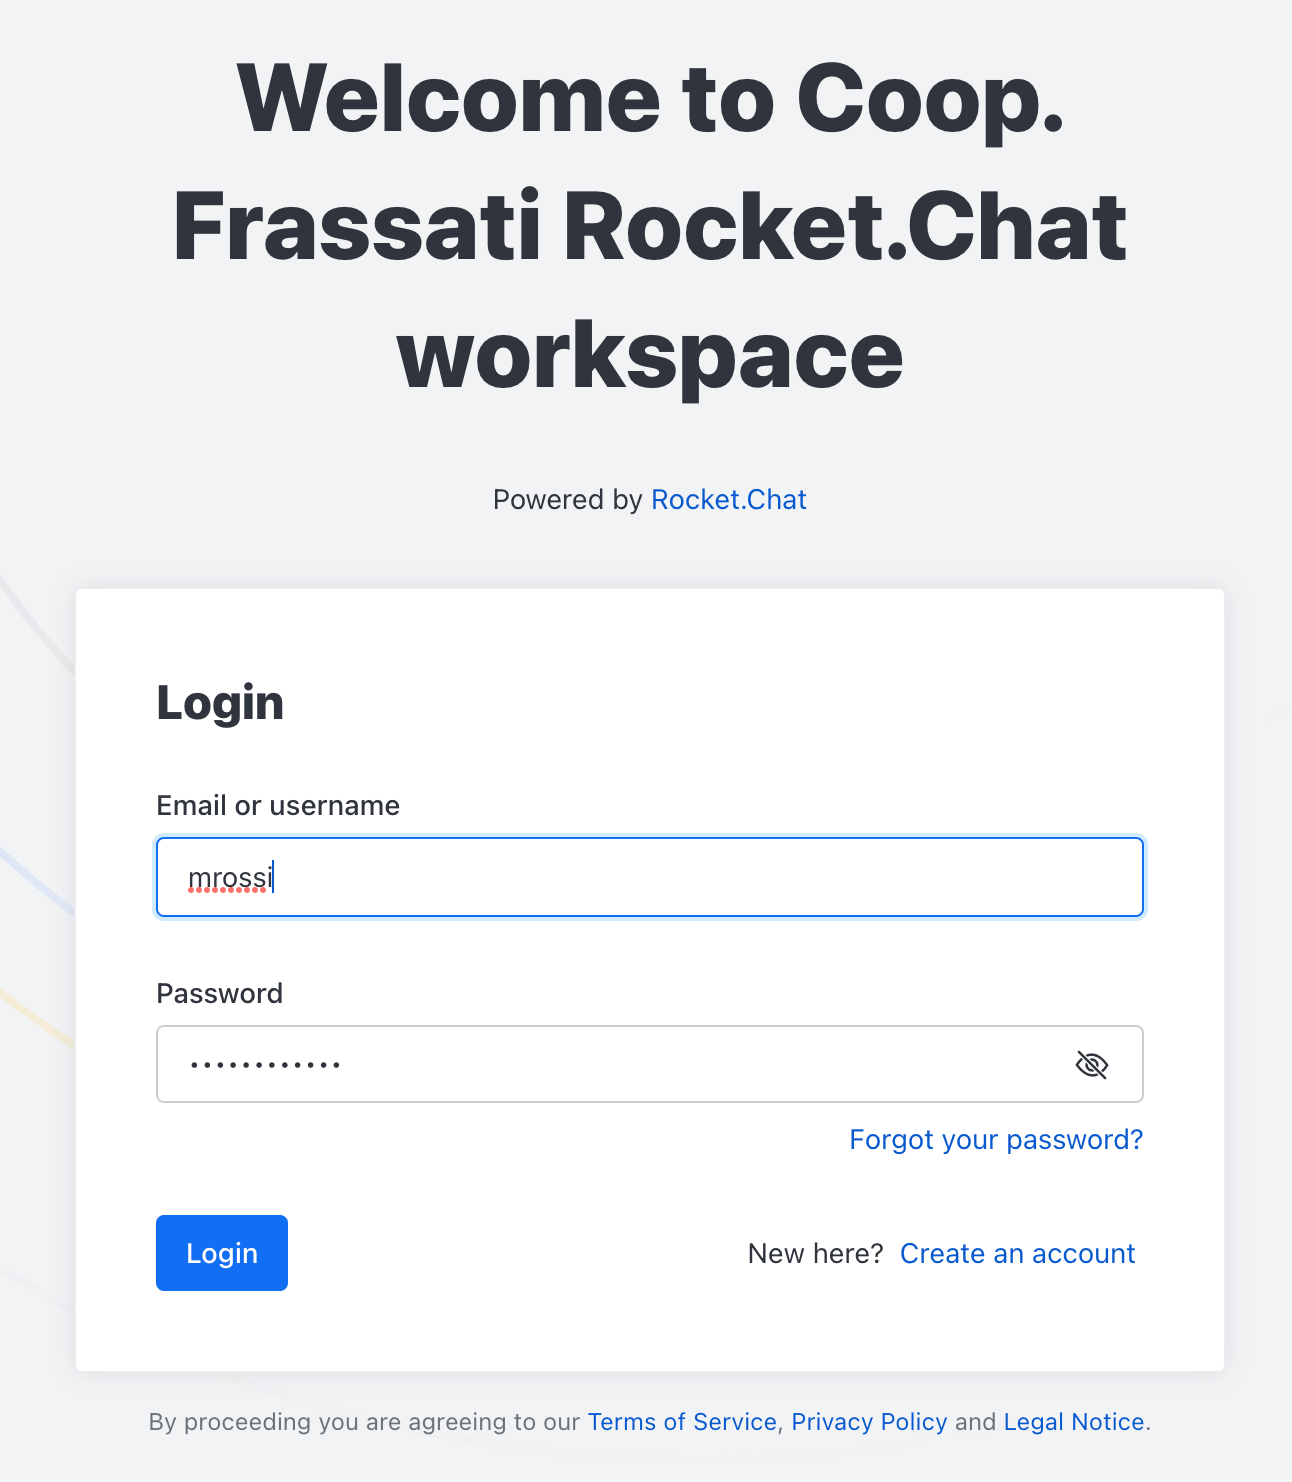 Welcome to Coop.
Frassati Rocket.Chat
workspace
Powered by Rocket.Chat
Login
Email or username
mrossi
Password
••••••••••••
Forgot your password?
Login
New here? Create an account
By proceeding you are agreeing to our Terms of Service, Privacy Policy and Legal Notice.